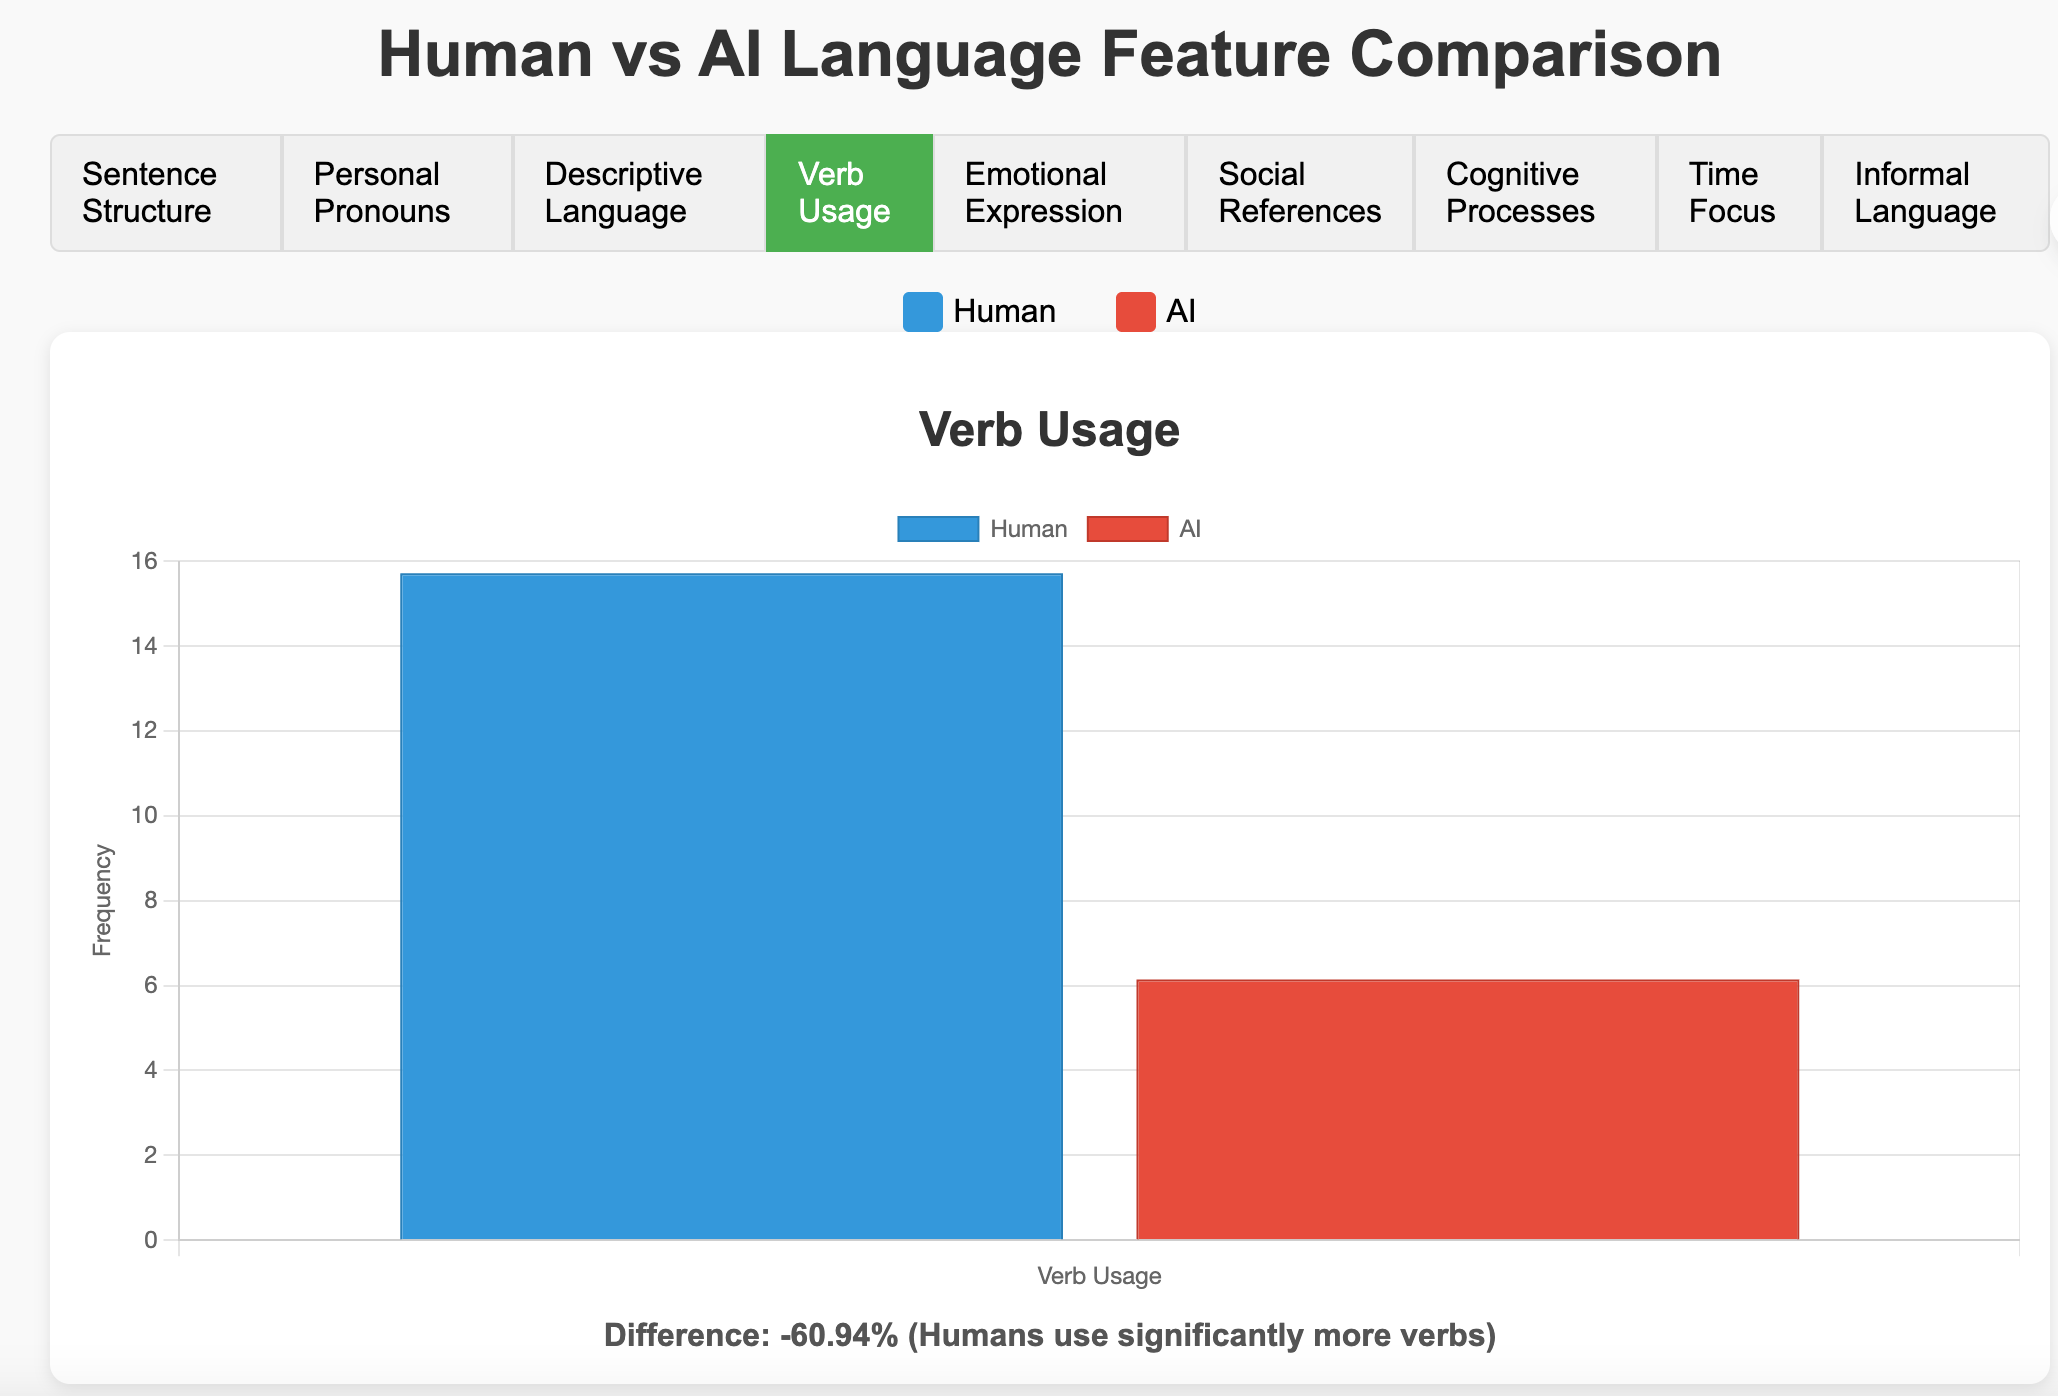 Human vs AI Language Feature Comparison
Sentence
Structure
Personal
Pronouns
Descriptive
Language
Verb
Usage
Emotional
Expression
Social
References
Cognitive
Processes
Time
Focus
Informal
Language
Human
AI
Verb Usage
Human
AI
16
14
12
10
8
6
4
2
0
Frequency
Verb Usage
Difference: -60.94% (Humans use significantly more verbs)